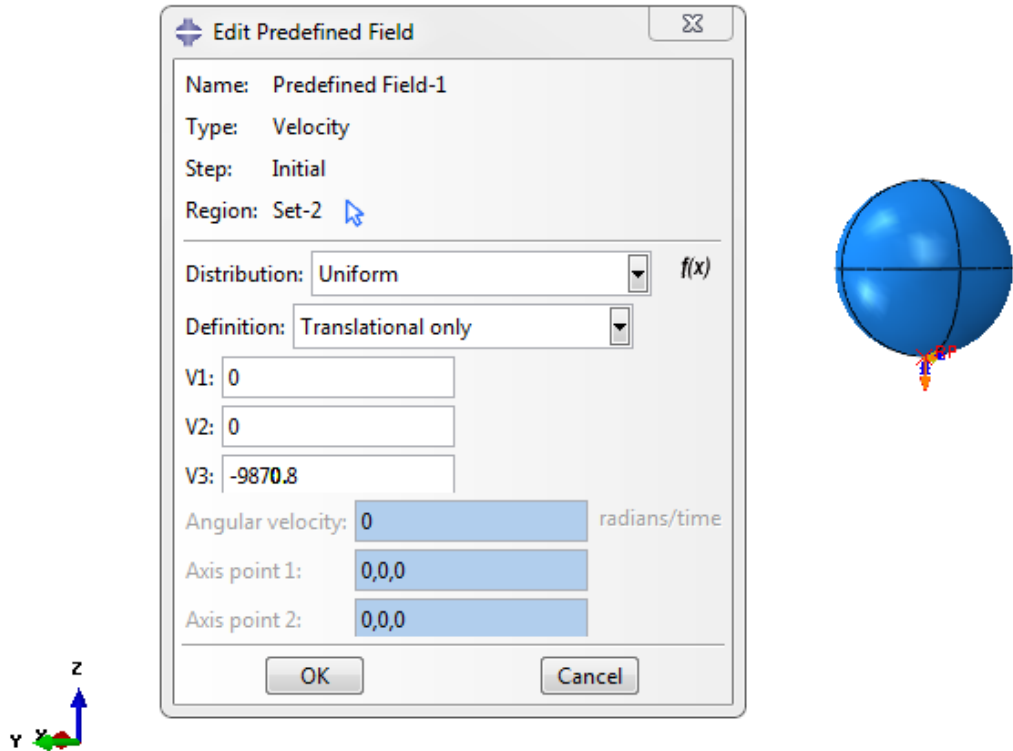 Edit Predefined Field
Name: Predefined Field-1
Type: Velocity
Step: Initial
Region: Set-2
Distribution: Uniform f(x)
Definition: Translational only
V1: 0
V2: 0
V3: -9870.8
Angular velocity: 0 radians/time
Axis point 1: 0,0,0
Axis point 2: 0,0,0
OK Cancel
RP
Z
Y X